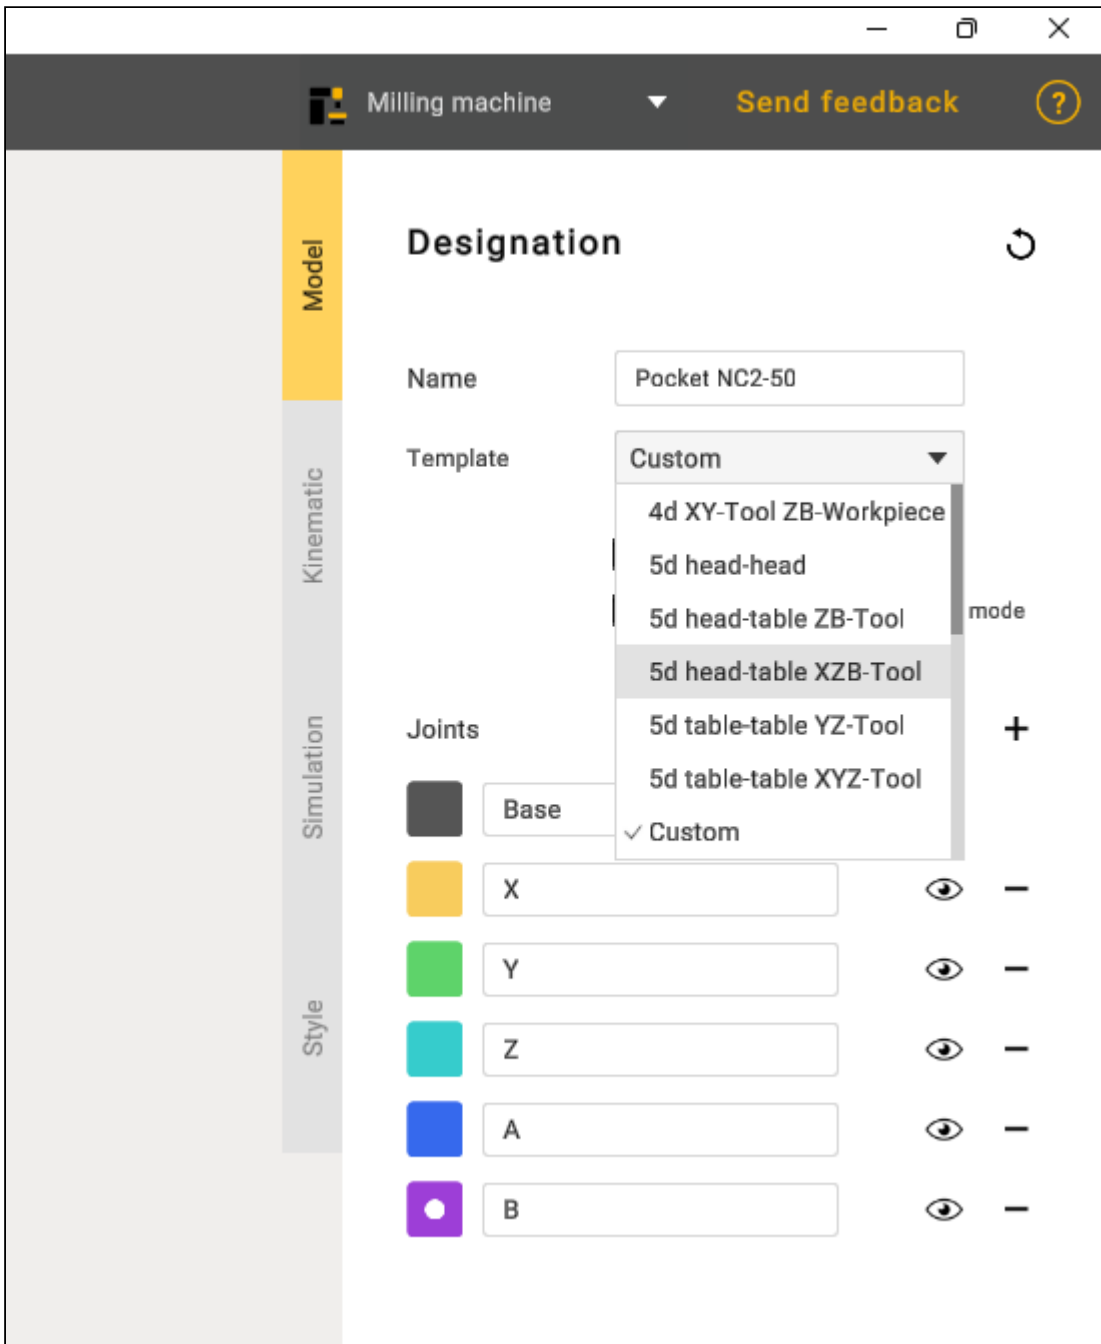 Milling machine Send feedback ?
Model
Designation
Name Pocket NC2-50
Template Custom
4d XY-Tool ZB-Workpiece
Kinematic
5d head-head
5d head-table ZB-Tool mode
5d head-table XZB-Tool
5d table-table YZ-Tool
Joints
5d table-table XYZ-Tool
Simulation
Base
Custom
X
Y
Style
Z
A
B